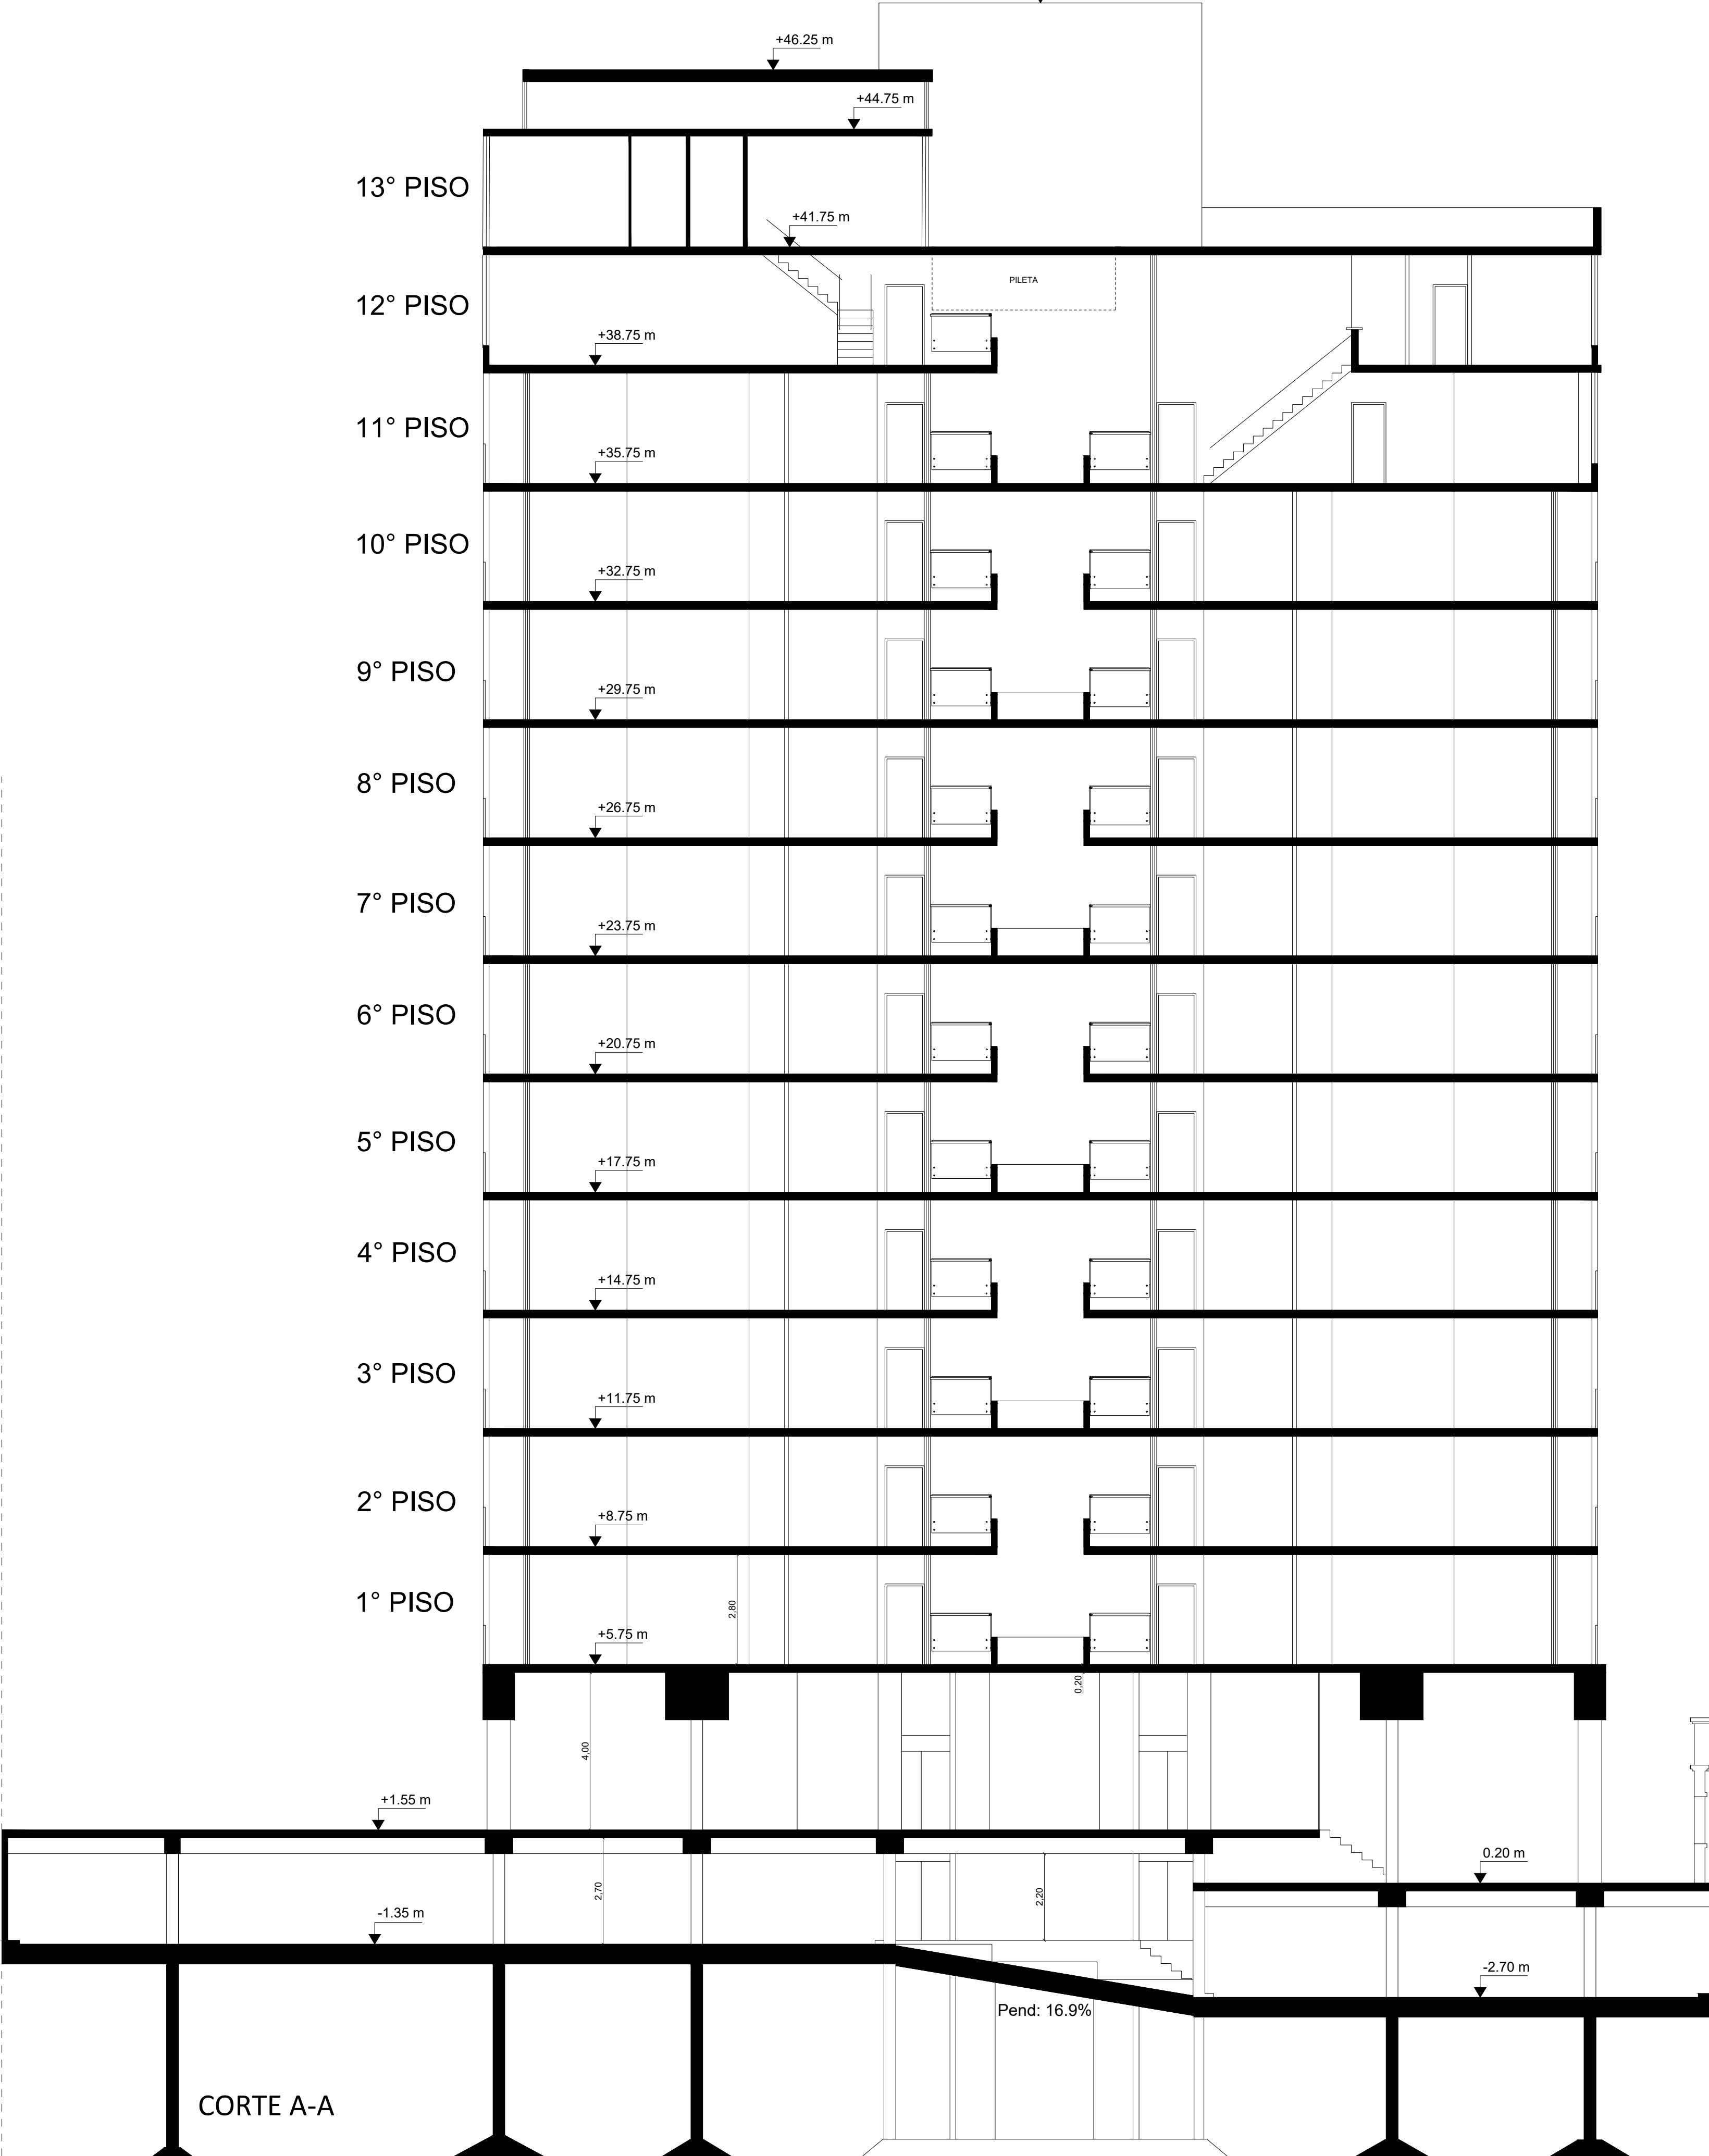 +46.25 m
+44.75 m
13° PISO
+41.75 m
PILETA
12° PISO
+38.75 m
11° PISO
+35.75 m
10° PISO
+32.75 m
9° PISO
+29.75 m
8° PISO
+26.75 m
7° PISO
+23.75 m
6° PISO
+20.75 m
5° PISO
+17.75 m
4° PISO
+14.75 m
3° PISO
+11.75 m
2° PISO
+8.75 m
1° PISO
2,80
+5.75 m
0,20
4,00
+1.55 m
0.20 m
2,70
2,20
-1.35 m
-2.70 m
Pend: 16.9%
CORTE A-A